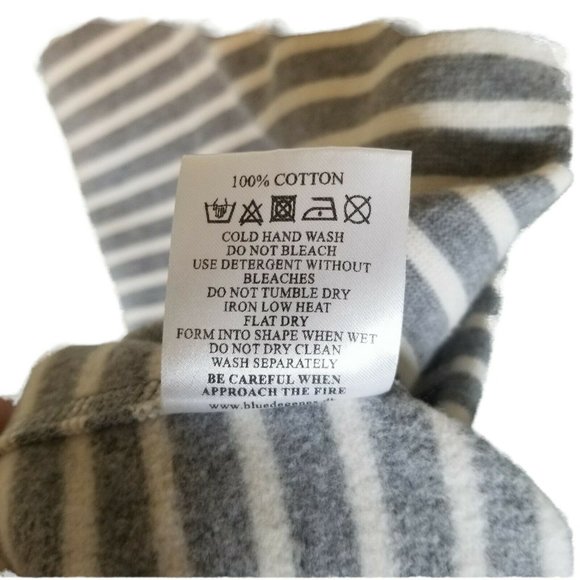 100% COTTON
COLD HAND WASH
DO NOT BLEACH
USE DETERGENT WITHOUT
BLEACHES
DO NOT TUMBLE DRY
IRON LOW HEAT
FLAT DRY
FORM INTO SHAPE WHEN WET
DO NOT DRY CLEAN
WASH SEPARATELY
BE CAREFUL WHEN
APPROACH THE FIRE